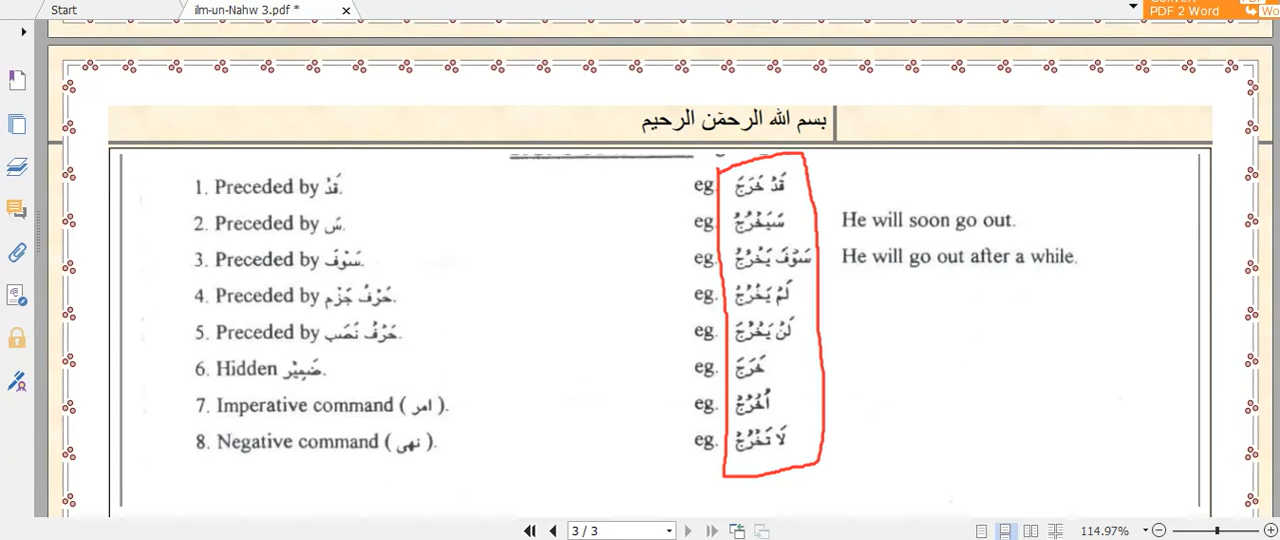 Start
ilm-un-Nahw 3.pdf *
PDF 2 Word
بسم الله الرحمٰن الرحيم
1. Preceded by قَدْ. eg. قَدْ خَرَجَ
2. Preceded by سَ. eg. سَيَخْرُجُ He will soon go out.
3. Preceded by سَوْفَ. eg. سَوْفَ يَخْرُجُ He will go out after a while.
4. Preceded by حَرْفُ جَزْمٍ. eg. لَمْ يَخْرُجْ
5. Preceded by حَرْفُ نَصَب. eg. لَنْ يَخْرُجَ
6. Hidden ضَمِيْرٌ. eg. خَرَجَ
7. Imperative command ( امر ). eg. اُخْرُجْ
8. Negative command ( نهى ). eg. لَا تَخْرُجْ
3 / 3
114.97%